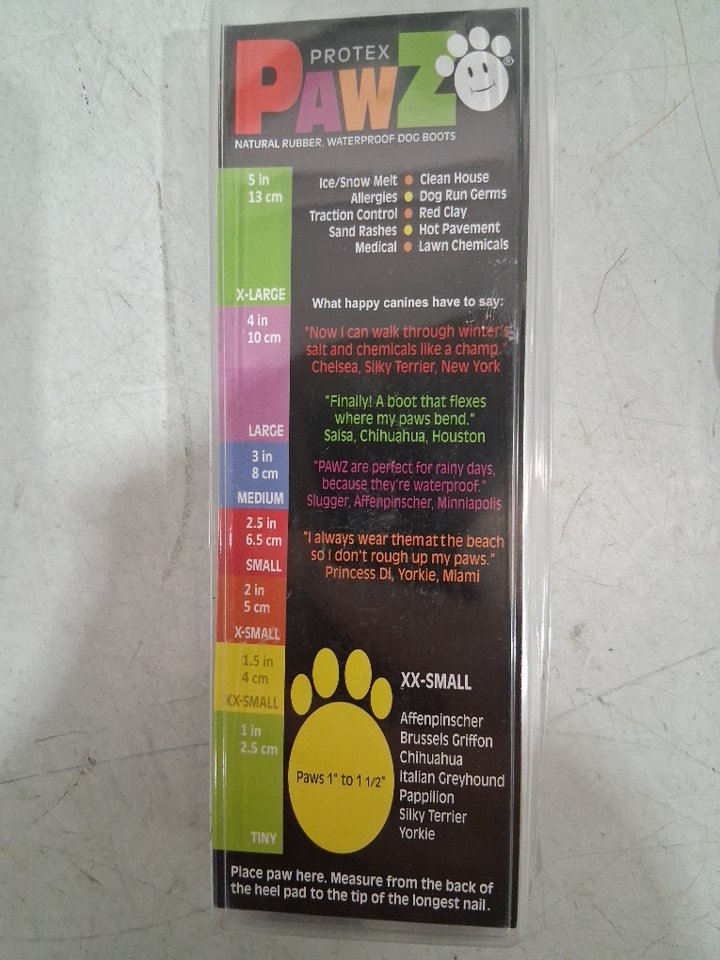 PROTEX
PAWZ®
NATURAL RUBBER, WATERPROOF DOG BOOTS
5 in
13 cm
X-LARGE
4 in
10 cm
LARGE
3 in
8 cm
MEDIUM
2.5 in
6.5 cm
SMALL
2 in
5 cm
X-SMALL
1.5 in
4 cm
XX-SMALL
1 in
2.5 cm
TINY
Ice/Snow Melt • Clean House
Allergies • Dog Run Germs
Traction Control • Red Clay
Sand Rashes • Hot Pavement
Medical • Lawn Chemicals
What happy canines have to say:
"Now I can walk through winter's
salt and chemicals like a champ."
Chelsea, Silky Terrier, New York
"Finally! A boot that flexes
where my paws bend."
Salsa, Chihuahua, Houston
"PAWZ are perfect for rainy days,
because they're waterproof."
Slugger, Affenpinscher, Minniapolis
"I always wear them at the beach
so I don't rough up my paws."
Princess Di, Yorkie, Miami
XX-SMALL
Affenpinscher
Brussels Griffon
Chihuahua
Italian Greyhound
Pappilion
Silky Terrier
Yorkie
Paws 1" to 1 1/2"
Place paw here. Measure from the back of
the heel pad to the tip of the longest nail.